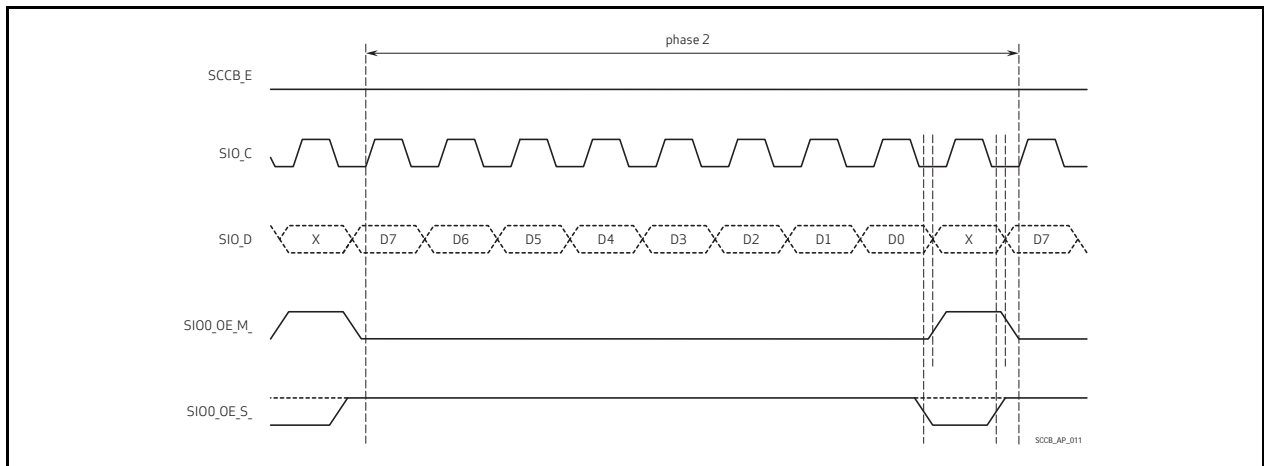 phase 2
SCCB_E
SIO_C
SIO_D X D7 D6 D5 D4 D3 D2 D1 D0 X D7
SIO0_OE_M_
SIO0_OE_S_
SCCB_AP_011